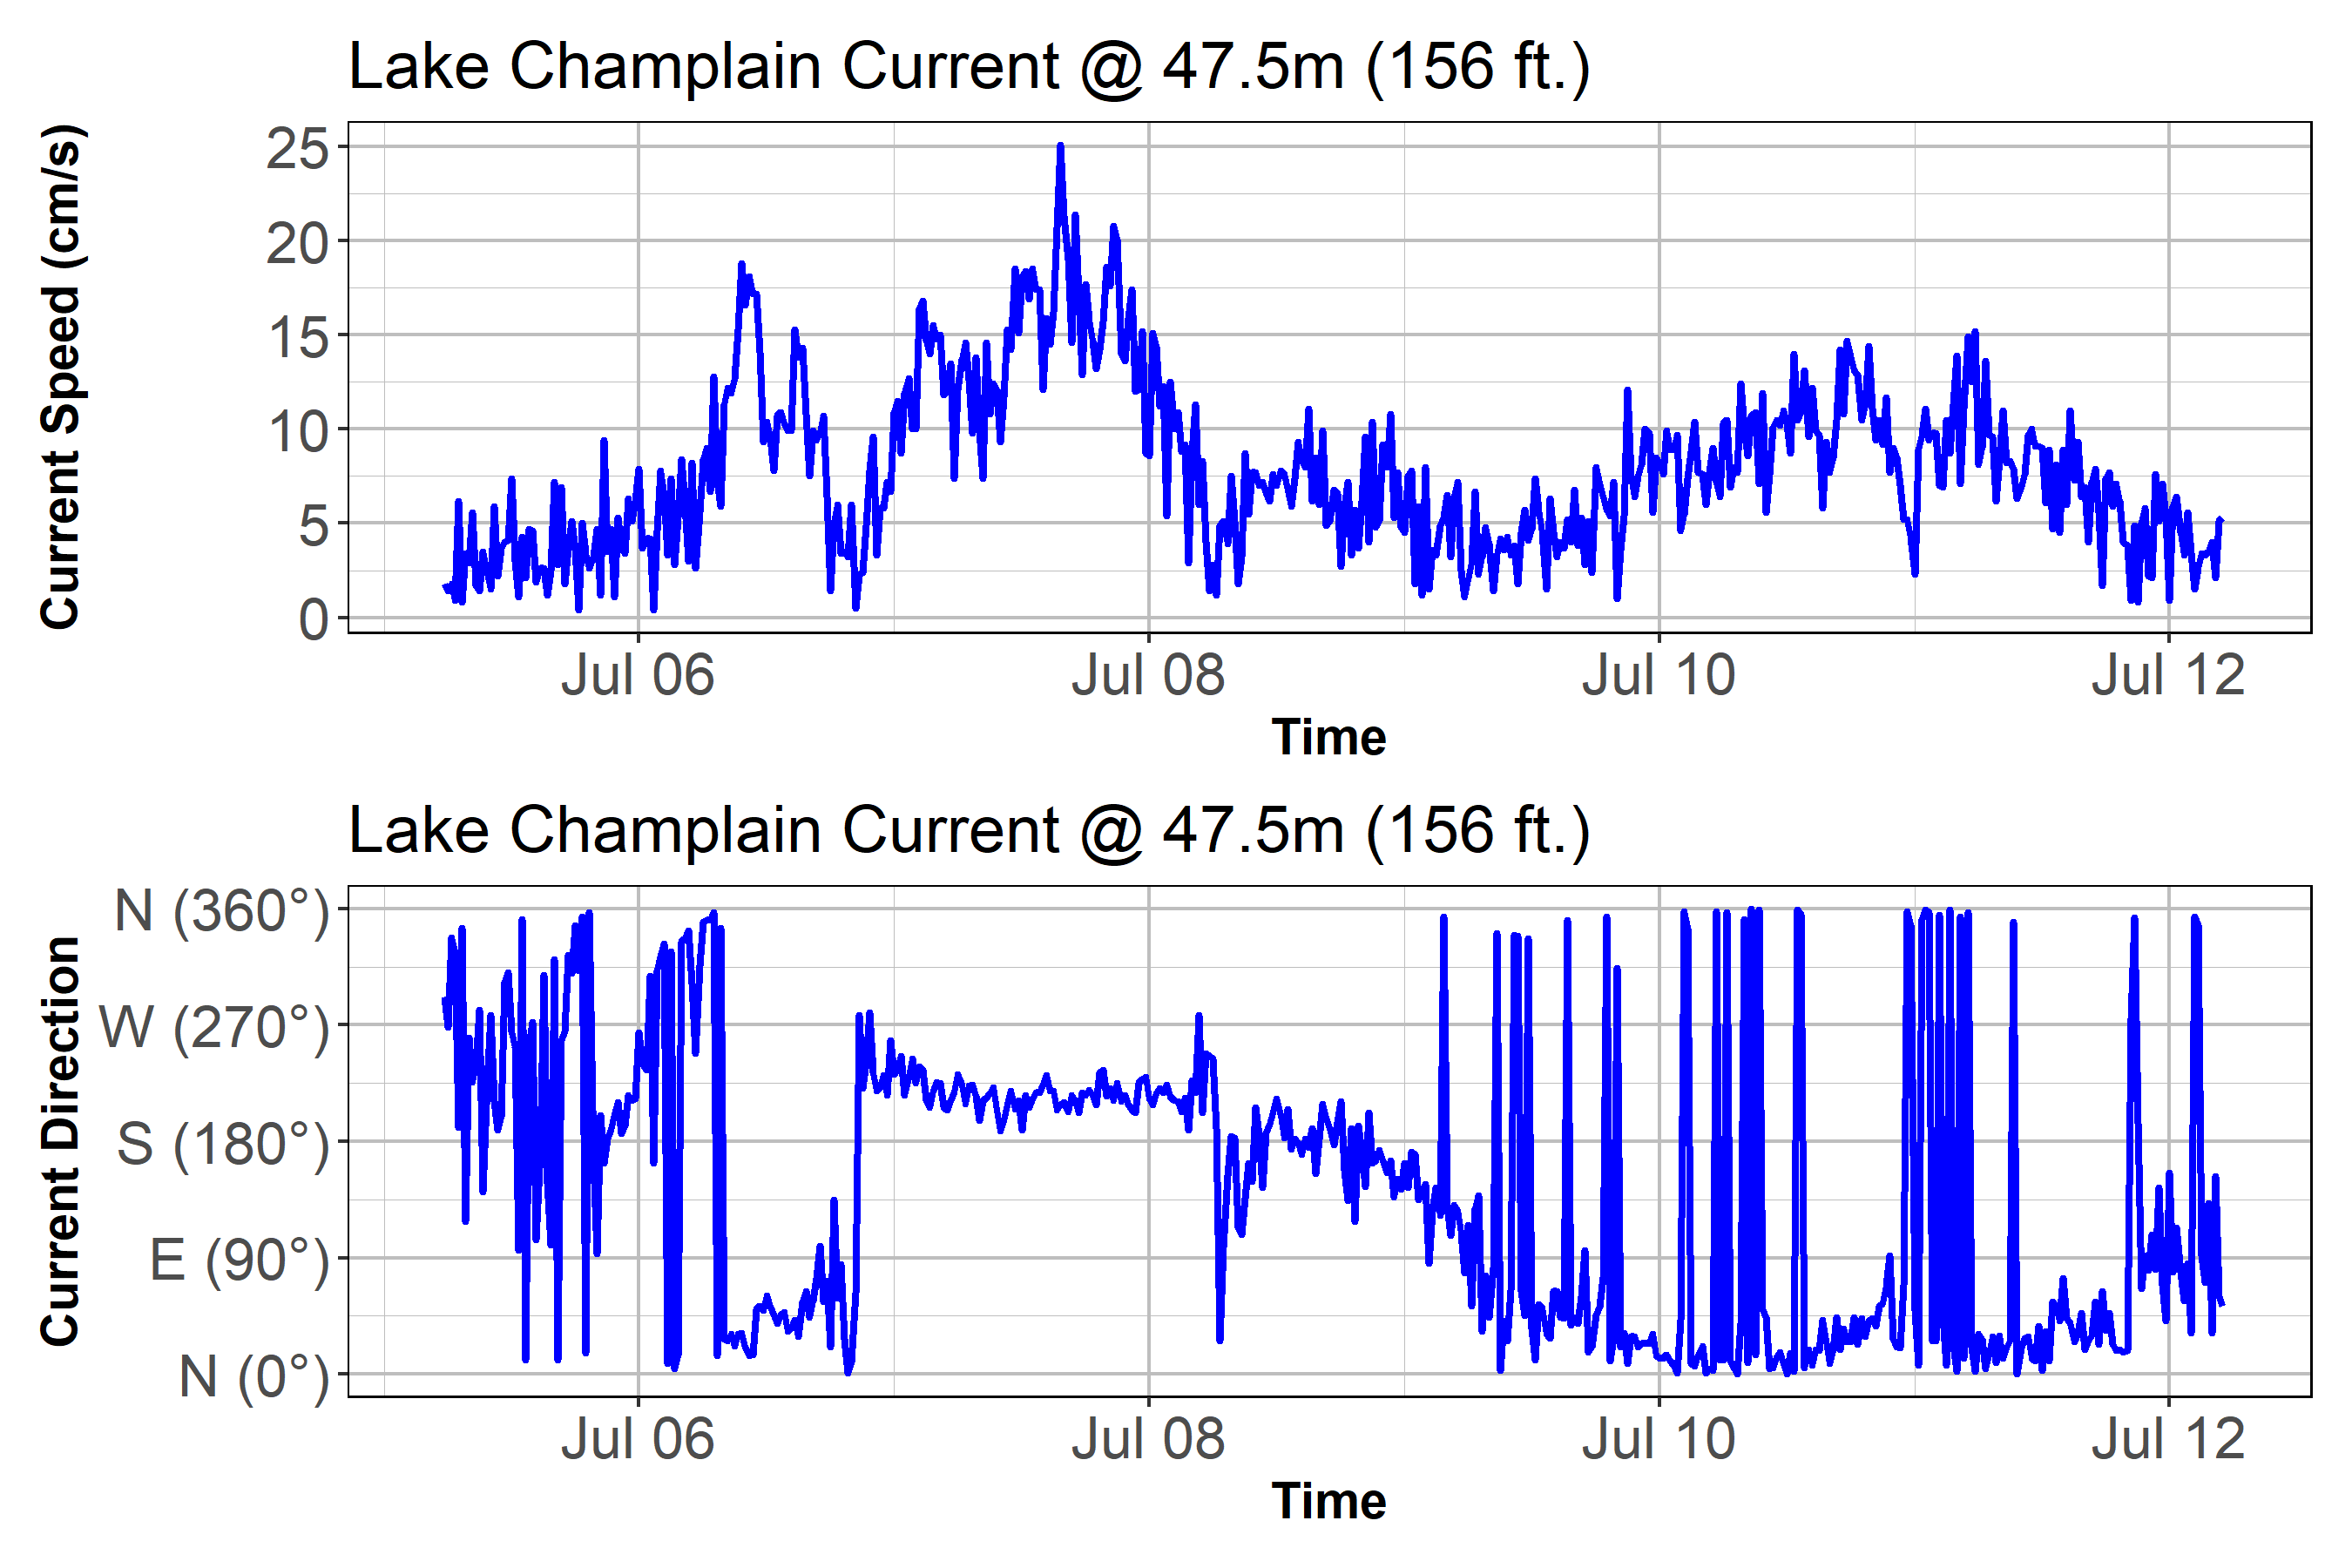 Lake Champlain Current @ 47.5m (156 ft.)
Current Speed (cm/s)
25
20
15
10
5
0
Jul 06 Jul 08 Jul 10 Jul 12
Time
Lake Champlain Current @ 47.5m (156 ft.)
Current Direction
N (360°)
W (270°)
S (180°)
E (90°)
N (0°)
Jul 06 Jul 08 Jul 10 Jul 12
Time